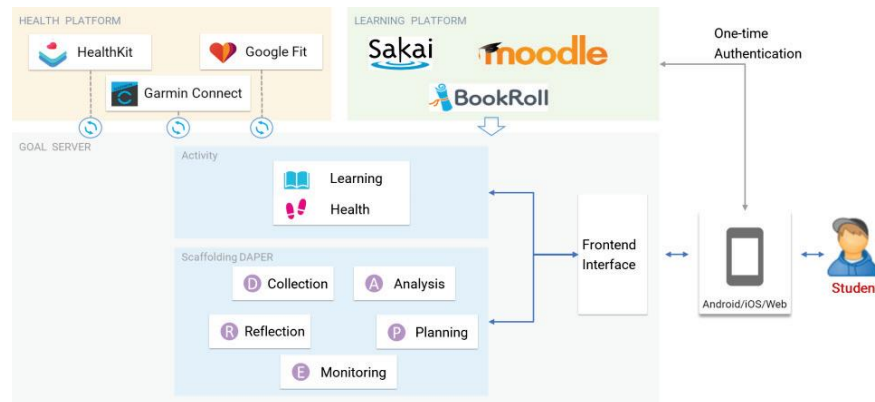 HEALTH PLATFORM
HealthKit
Google Fit
Garmin Connect
LEARNING PLATFORM
Sakai
moodle
BookRoll
One-time
Authentication
GOAL SERVER
Activity
Learning
Health
Scaffolding DAPER
D Collection
A Analysis
R Reflection
P Planning
E Monitoring
Frontend
Interface
Android/iOS/Web
Studen